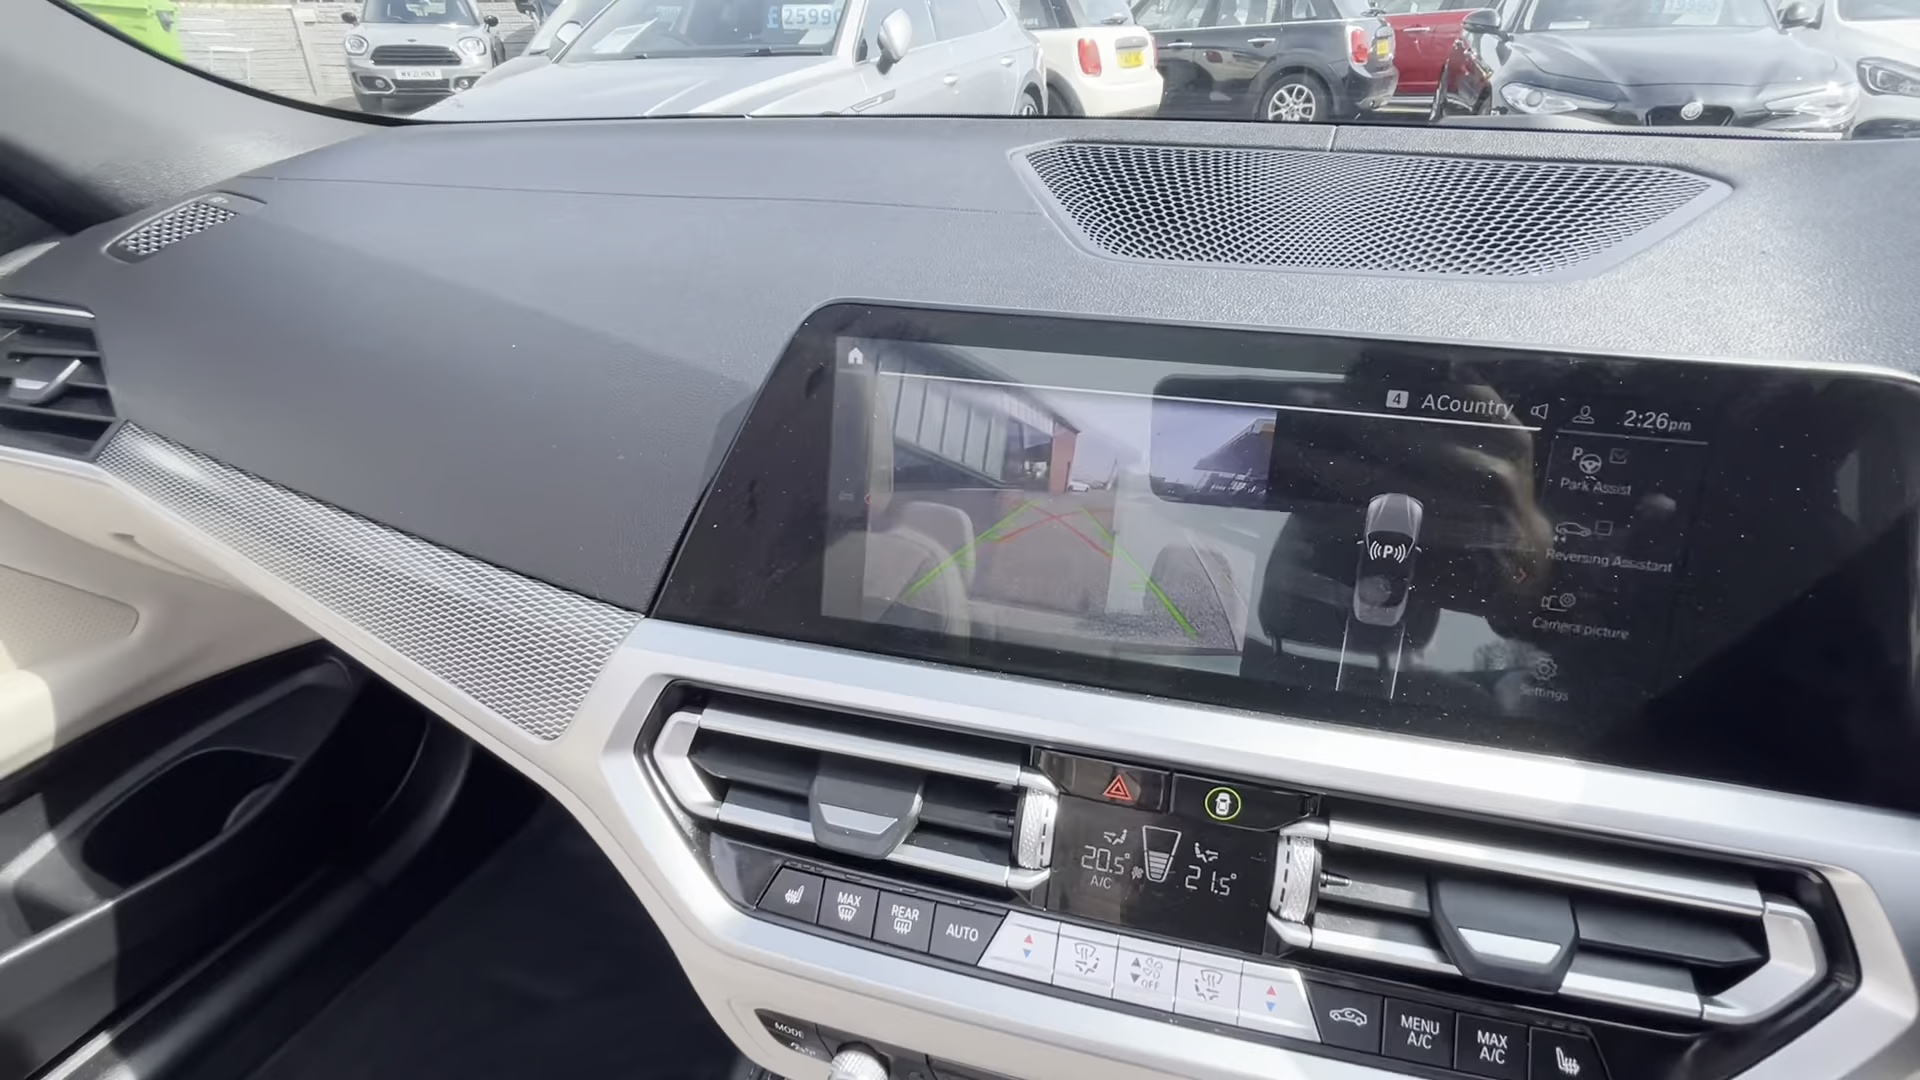 £2599
4 ACountry 2:26pm
P
Park Assist
Reversing Assistant
Camera picture
Settings
((P))
20.5°
A/C
21.5°
MAX
REAR
AUTO
OFF
MENU
A/C
MAX
A/C
MODE